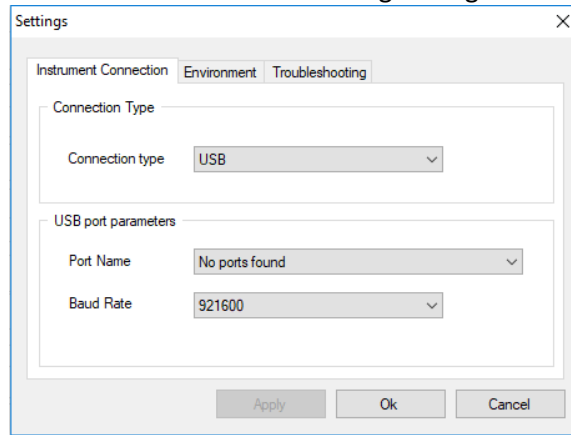 Settings
Instrument Connection Environment Troubleshooting
Connection Type
Connection type USB
USB port parameters
Port Name No ports found
Baud Rate 921600
Apply Ok Cancel